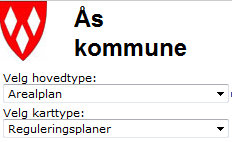 Ås
kommune
Velg hovedtype:
Arealplan
Velg karttype:
Reguleringsplaner